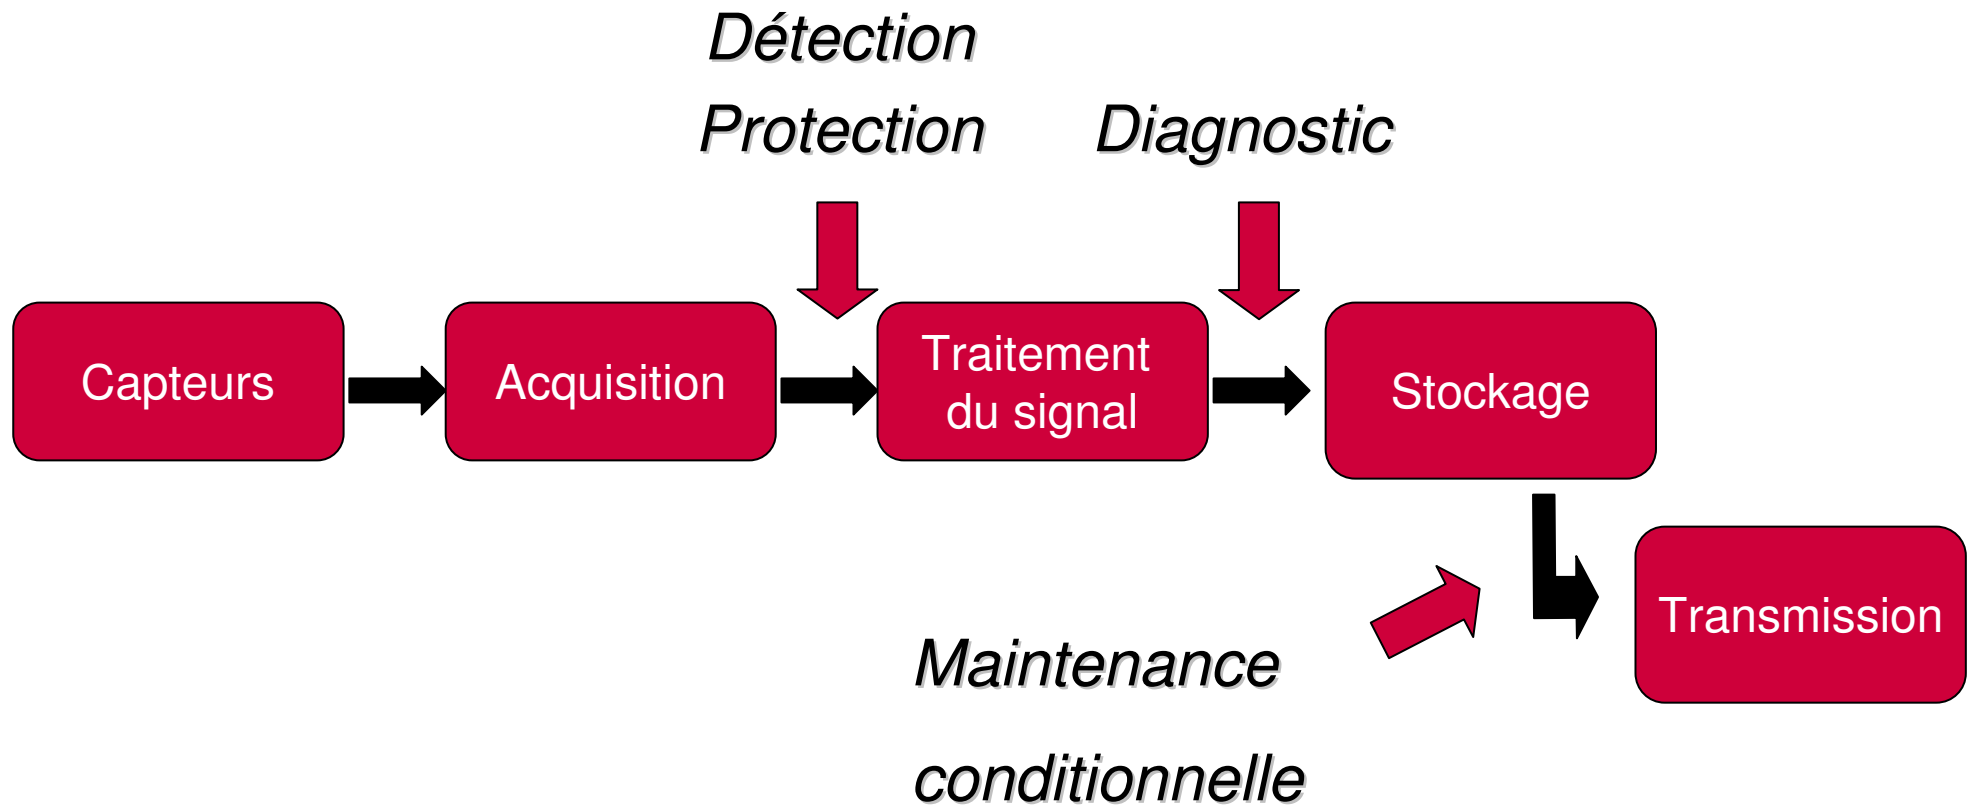 Détection
Protection
Diagnostic
Capteurs
Acquisition
Traitement
du signal
Stockage
Transmission
Maintenance
conditionnelle